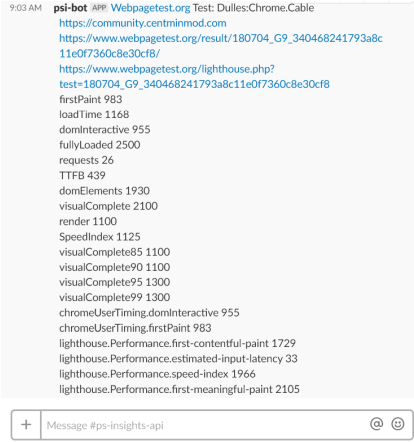 9:03 AM psi-bot APP Webpagetest.org Test: Dulles:Chrome.Cable
https://community.centminmod.com
https://www.webpagetest.org/result/180704_G9_340468241793a8c
11e0f7360c8e30cf8/
https://www.webpagetest.org/lighthouse.php?
test=180704_G9_340468241793a8c11e0f7360c8e30cf8
firstPaint 983
loadTime 1168
domInteractive 955
fullyLoaded 2500
requests 26
TTFB 439
domElements 1930
visualComplete 2100
render 1100
SpeedIndex 1125
visualComplete85 1100
visualComplete90 1100
visualComplete95 1300
visualComplete99 1300
chromeUserTiming.domInteractive 955
chromeUserTiming.firstPaint 983
lighthouse.Performance.first-contentful-paint 1729
lighthouse.Performance.estimated-input-latency 33
lighthouse.Performance.speed-index 1966
lighthouse.Performance.first-meaningful-paint 2105
Message #ps-insights-api